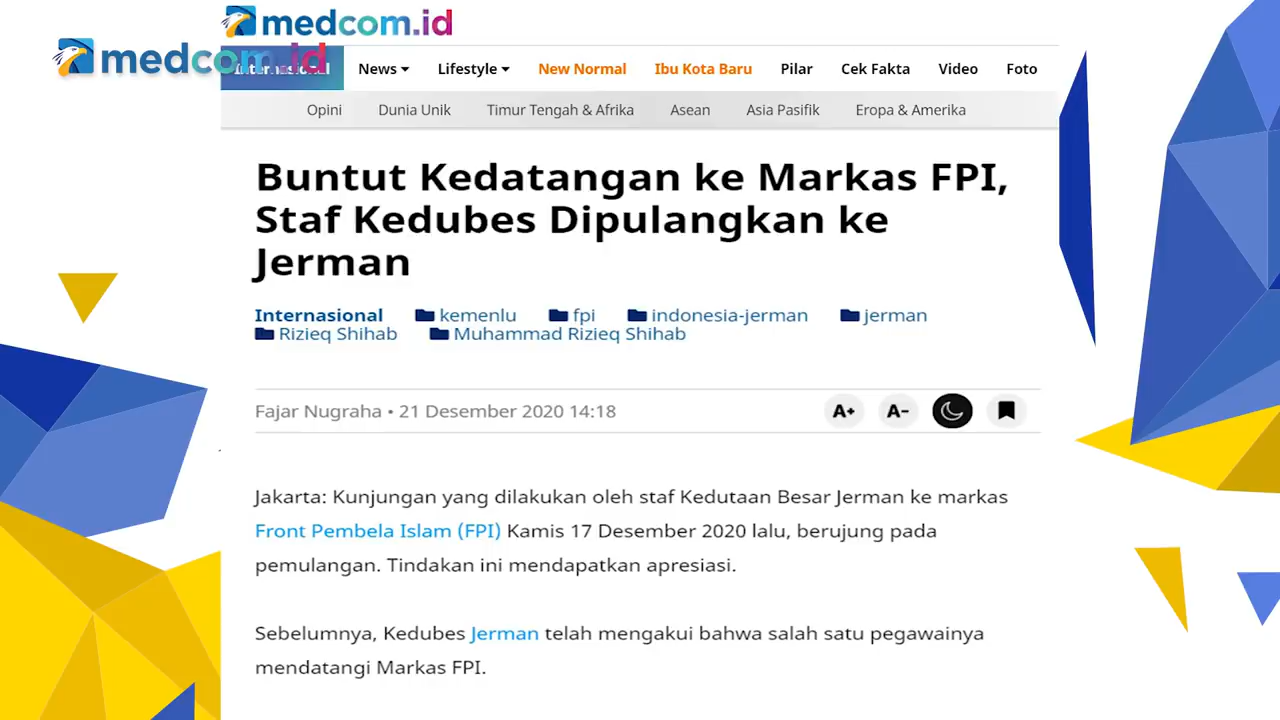 medcom.id
medcom.id
Internasional News Lifestyle New Normal Ibu Kota Baru Pilar Cek Fakta Video Foto
Opini Dunia Unik Timur Tengah & Afrika Asean Asia Pasifik Eropa & Amerika
Buntut Kedatangan ke Markas FPI,
Staf Kedubes Dipulangkan ke
Jerman
Internasional kemenlu fpi indonesia-jerman jerman
Rizieq Shihab Muhammad Rizieq Shihab
Fajar Nugraha • 21 Desember 2020 14:18 A+ A-
Jakarta: Kunjungan yang dilakukan oleh staf Kedutaan Besar Jerman ke markas
Front Pembela Islam (FPI) Kamis 17 Desember 2020 lalu, berujung pada
pemulangan. Tindakan ini mendapatkan apresiasi.
Sebelumnya, Kedubes Jerman telah mengakui bahwa salah satu pegawainya
mendatangi Markas FPI.